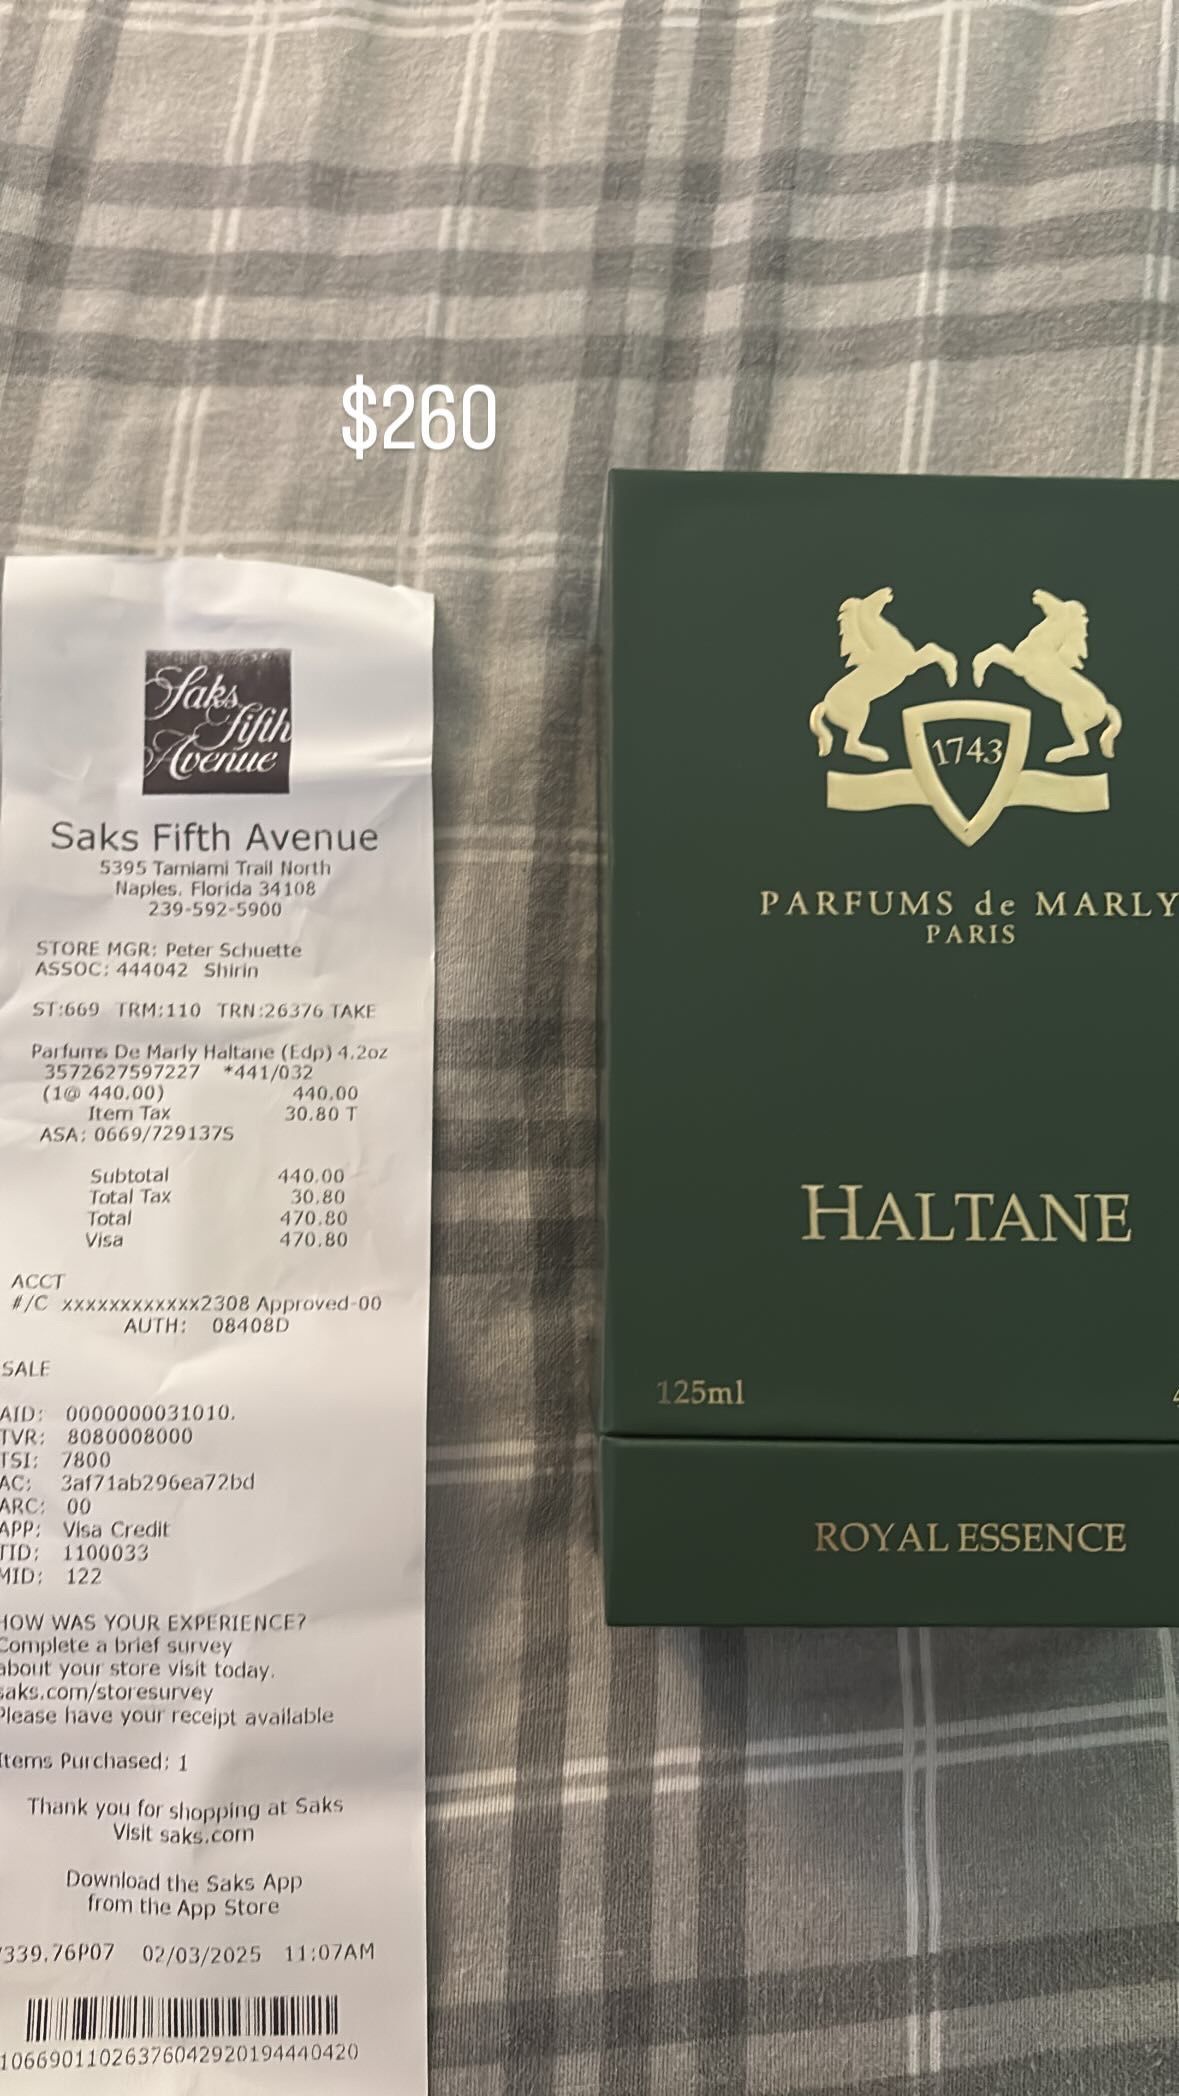 $260
Saks
Fifth
Avenue
Saks Fifth Avenue
5395 Tamiami Trail North
Naples, Florida 34108
239-592-5900
STORE MGR: Peter Schuette
ASSOC: 444042 Shirin
ST:669 TRM:110 TRN:26376 TAKE
Parfums De Marly Haltane (Edp) 4.2oz
3572627597227 *441/032
(1@ 440.00) 440.00
Item Tax 30.80 T
ASA: 0669/729137S
Subtotal 440.00
Total Tax 30.80
Total 470.80
Visa 470.80
ACCT
#/C xxxxxxxxxxxx2308 Approved-00
AUTH: 08408D
SALE
AID: 0000000031010.
TVR: 8080008000
TSI: 7800
AC: 3af71ab296ea72bd
ARC: 00
APP: Visa Credit
TID: 1100033
MID: 122
HOW WAS YOUR EXPERIENCE?
Complete a brief survey
about your store visit today.
saks.com/storesurvey
Please have your receipt available
Items Purchased: 1
Thank you for shopping at Saks
Visit saks.com
Download the Saks App
from the App Store
339.76P07 02/03/2025 11:07AM
10669011026376042920194440420
1743
PARFUMS de MARLY
PARIS
HALTANE
125ml
ROYAL ESSENCE